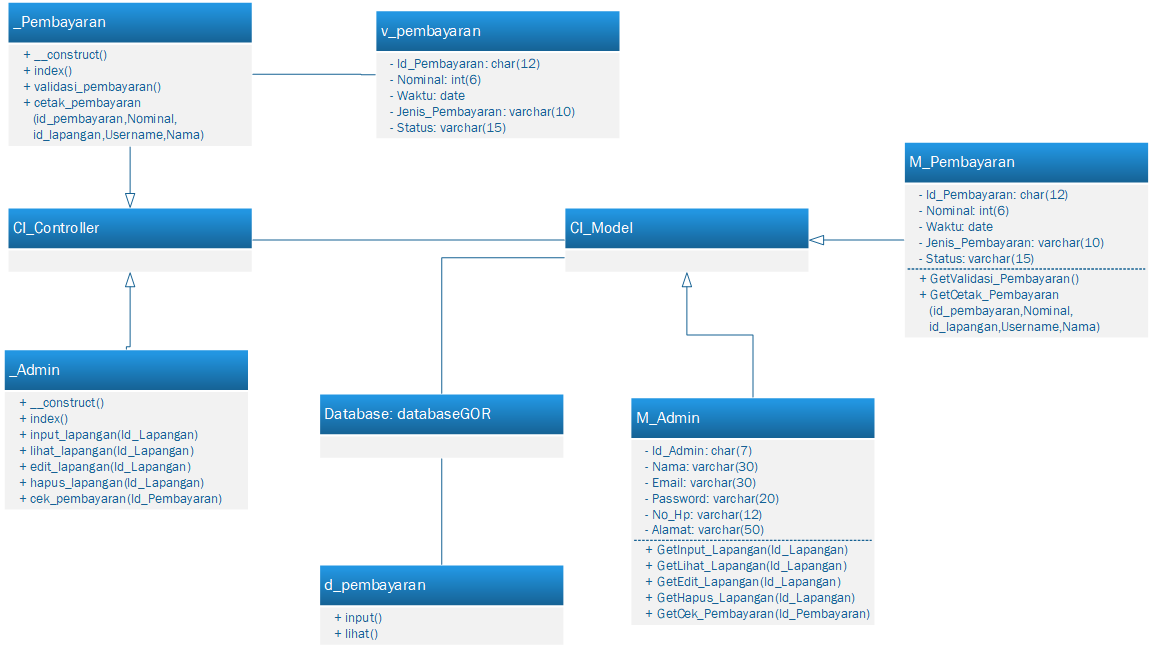 _Pembayaran
+ __construct()
+ index()
+ validasi_pembayaran()
+ cetak_pembayaran
(id_pembayaran,Nominal,
id_lapangan,Username,Nama)
v_pembayaran
- Id_Pembayaran: char(12)
- Nominal: int(6)
- Waktu: date
- Jenis_Pembayaran: varchar(10)
- Status: varchar(15)
M_Pembayaran
- Id_Pembayaran: char(12)
- Nominal: int(6)
- Waktu: date
- Jenis_Pembayaran: varchar(10)
- Status: varchar(15)
+ GetValidasi_Pembayaran()
+ GetCetak_Pembayaran
(id_pembayaran,Nominal,
id_lapangan,Username,Nama)
CI_Controller
CI_Model
_Admin
+ __construct()
+ index()
+ input_lapangan(Id_Lapangan)
+ lihat_lapangan(Id_Lapangan)
+ edit_lapangan(Id_Lapangan)
+ hapus_lapangan(Id_Lapangan)
+ cek_pembayaran(Id_Pembayaran)
Database: databaseGOR
M_Admin
- Id_Admin: char(7)
- Nama: varchar(30)
- Email: varchar(30)
- Password: varchar(20)
- No_Hp: varchar(12)
- Alamat: varchar(50)
+ GetInput_Lapangan(Id_Lapangan)
+ GetLihat_Lapangan(Id_Lapangan)
+ GetEdit_Lapangan(Id_Lapangan)
+ GetHapus_Lapangan(Id_Lapangan)
+ GetCek_Pembayaran(Id_Pembayaran)
d_pembayaran
+ input()
+ lihat()